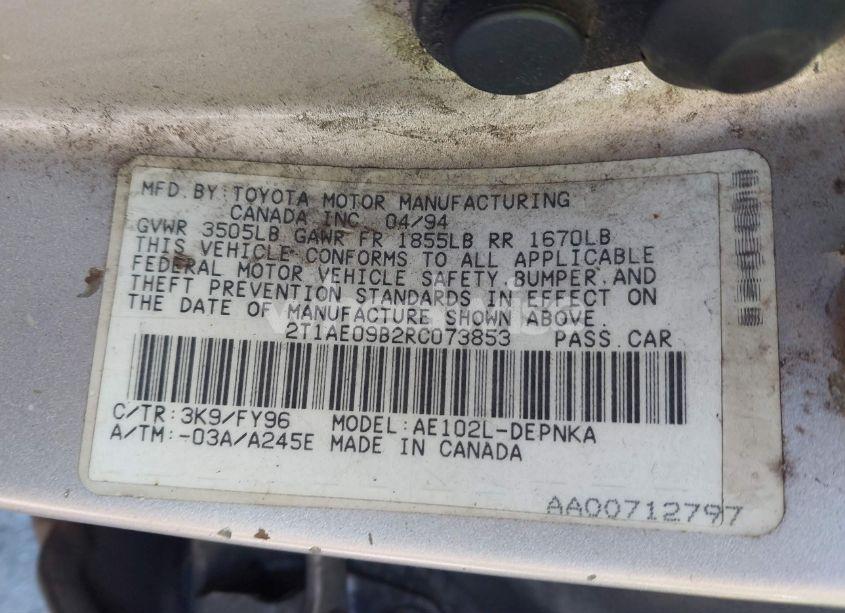 MFD.BY:TOYOTA MOTOR MANUFACTURING
CANADA INC. 04/94
GVWR 3505LB GAWR FR 1855LB RR 1670LB
THIS VEHICLE CONFORMS TO ALL APPLICABLE
FEDERAL MOTOR VEHICLE SAFETY,BUMPER,AND
THEFT PREVENTION STANDARDS IN EFFECT ON
THE DATE OF MANUFACTURE SHOWN ABOVE.
2T1AE09B2RC073853 PASS.CAR
C/TR:3K9/FY96 MODEL:AE102L-DEPNKA
A/TM:-03A/A245E MADE IN CANADA
AA00712797